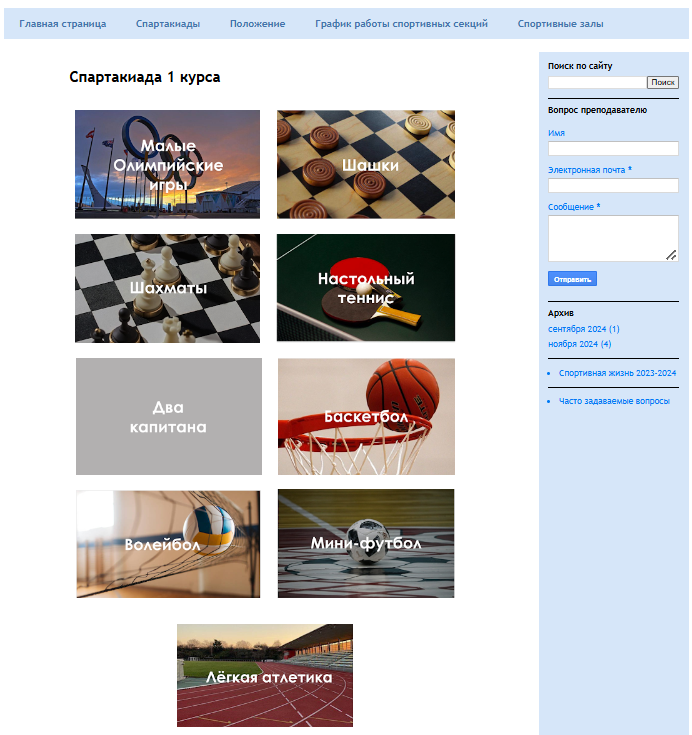 Главная страница
Спартакиады
Положение
График работы спортивных секций
Спортивные залы
Спартакиада 1 курса
Малые
Олимпийские
игры
Шашки
Шахматы
Настольный
теннис
Два
капитана
Баскетбол
Волейбол
Мини-футбол
Лёгкая атлетика
Поиск по сайту
Поиск
Вопрос преподавателю
Имя
Электронная почта *
Сообщение *
Отправить
Архив
сентября 2024 (1)
ноября 2024 (4)
Спортивная жизнь 2023-2024
Часто задаваемые вопросы